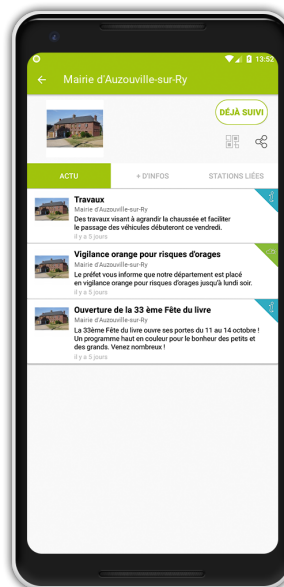 13:52
Mairie d'Auzouville-sur-Ry
DÉJÀ SUIVI
ACTU
+ D'INFOS
STATIONS LIÉES
Travaux
Mairie d'Auzouville-sur-Ry
Des travaux visant à agrandir la chaussée et faciliter
le passage des véhicules débuteront ce vendredi.
il y a 5 jours
Vigilance orange pour risques d'orages
Mairie d'Auzouville-sur-Ry
Le préfet vous informe que notre département est placé
en vigilance orange pour risques d'orages jusqu'à lundi soir.
il y a 5 jours
Ouverture de la 33 ème Fête du livre
Mairie d'Auzouville-sur-Ry
La 33ème Fête du livre ouvre ses portes du 11 au 14 octobre !
Un programme haut en couleur pour le bonheur des petits et
des grands. Venez nombreux !
il y a 5 jours